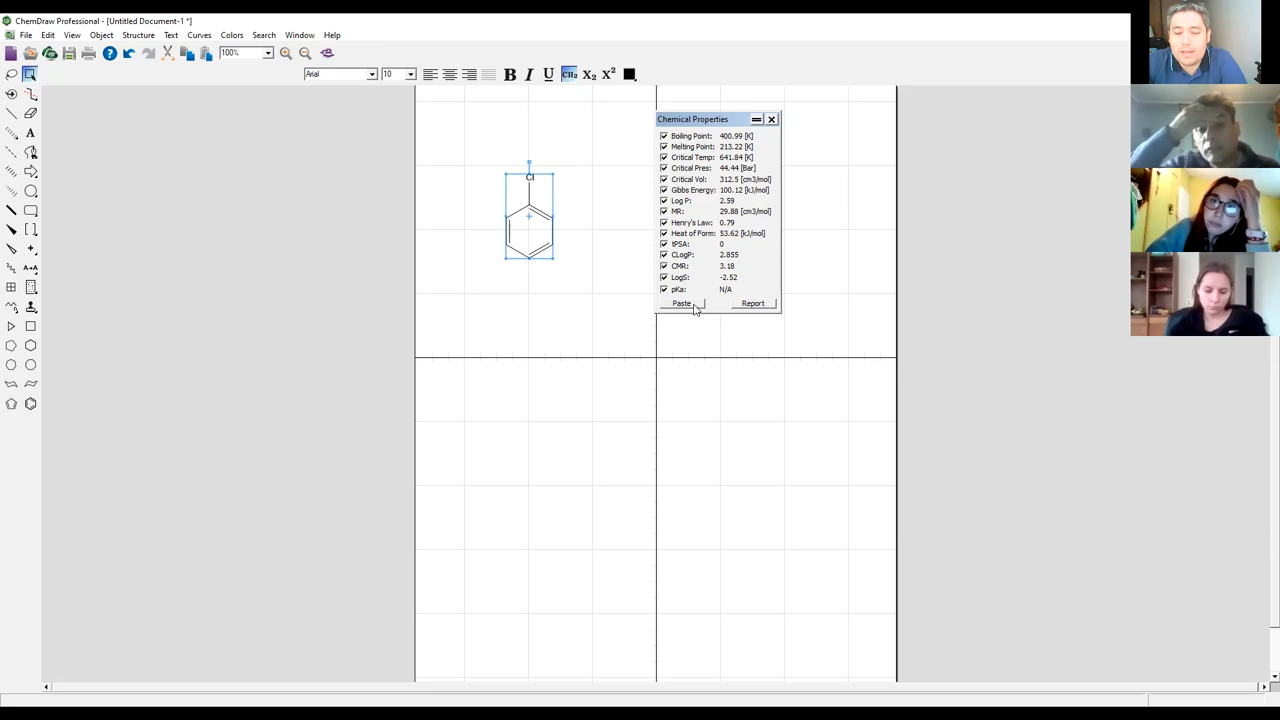 ChemDraw Professional - [Untitled Document-1 *]
File Edit View Object Structure Text Curves Colors Search Window Help
100%
Arial 10 B I U CH2 X2 X2
A
A
Cl
Chemical Properties
Boiling Point: 400.99 [K]
Melting Point: 213.22 [K]
Critical Temp: 641.84 [K]
Critical Pres: 44.44 [Bar]
Critical Vol: 312.5 [cm3/mol]
Gibbs Energy: 100.12 [kJ/mol]
Log P: 2.59
MR: 29.88 [cm3/mol]
Henry's Law: 0.79
Heat of Form: 53.62 [kJ/mol]
tPSA: 0
CLogP: 2.855
CMR: 3.18
LogS: -2.52
pKa: N/A
Paste Report